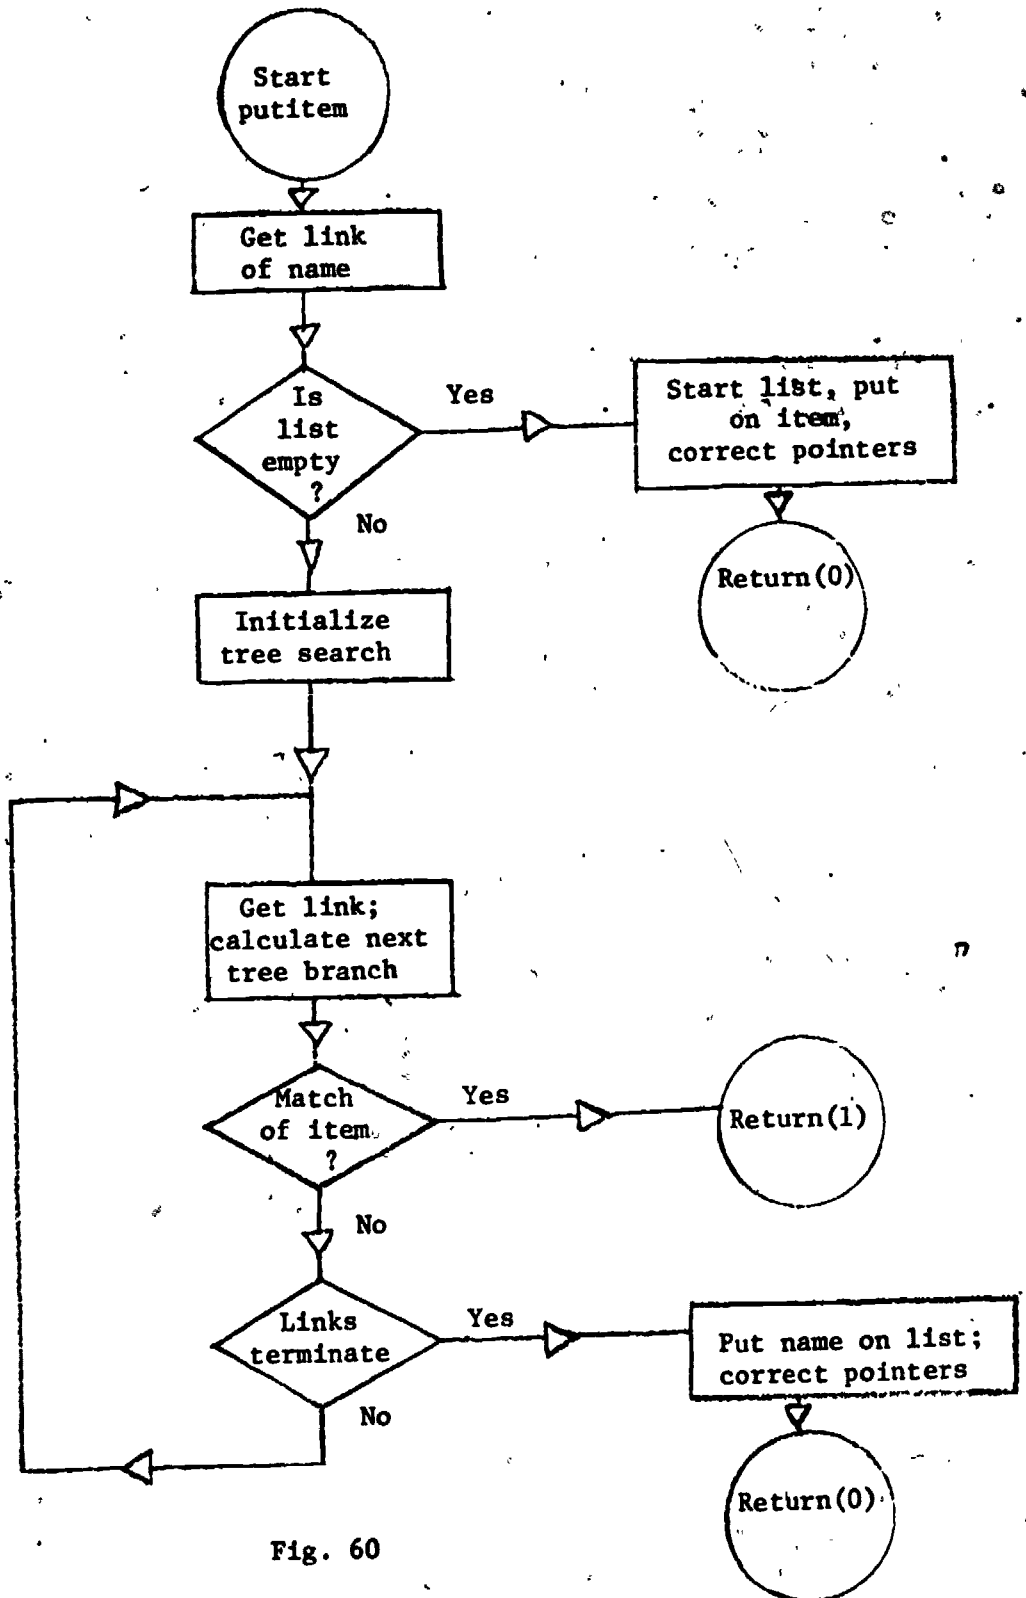 Start
putitem
Get link
of name
Is
list
empty
?
Yes
Start list, put
on item,
correct pointers
Return(0)
No
Initialize
tree search
Get link;
calculate next
tree branch
Match
of item
?
Yes
Return(1)
No
Links
terminate
Yes
Put name on list;
correct pointers
Return(0)
No
Fig. 60